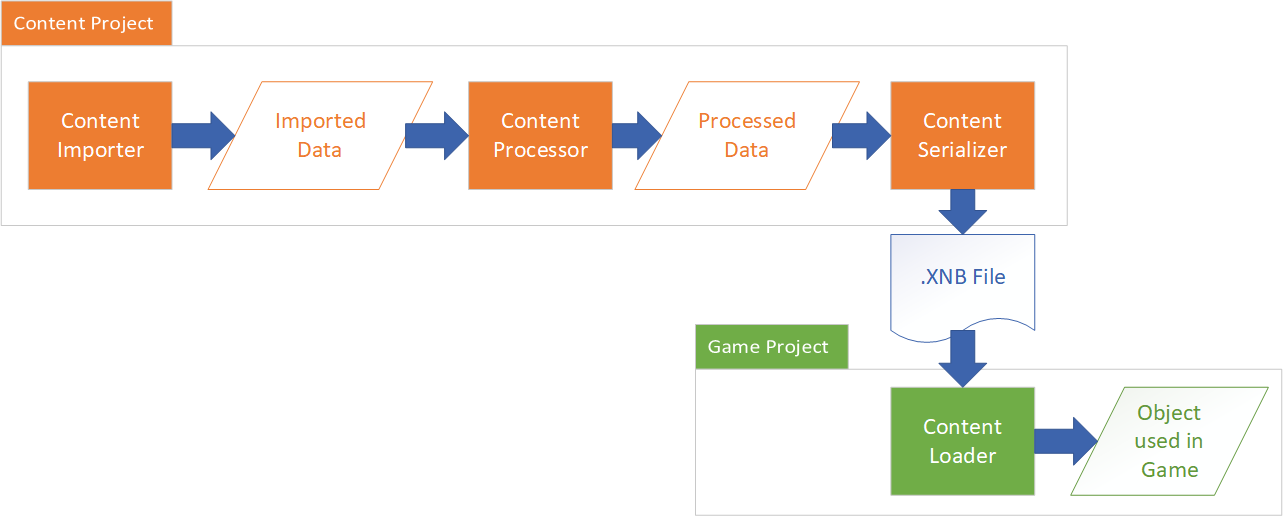 Content Project
Content
Importer
Imported
Data
Content
Processor
Processed
Data
Content
Serializer
.XNB File
Game Project
Content
Loader
Object
used in
Game